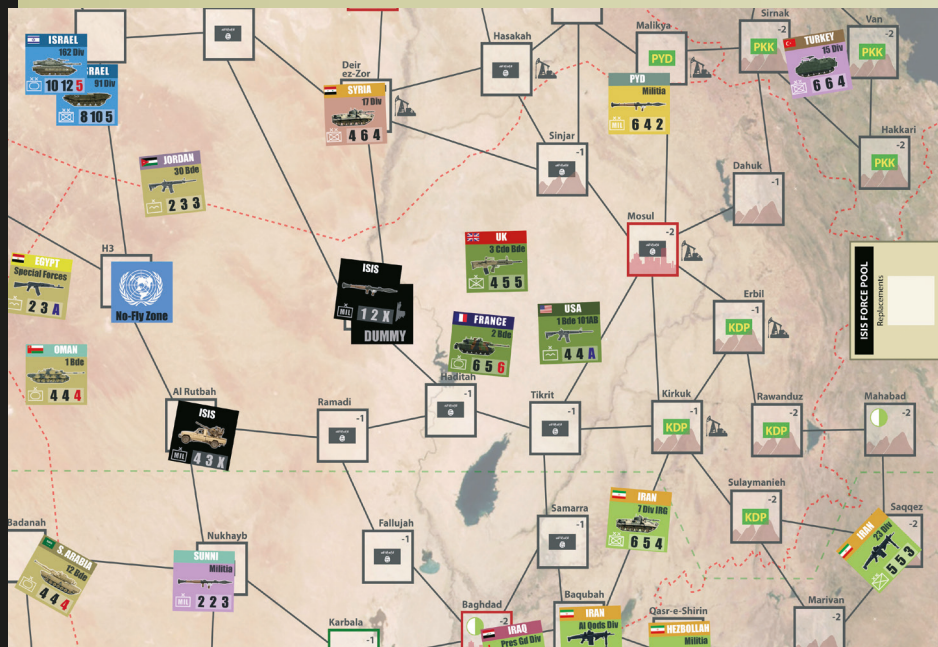 ISRAEL
162 Div
10 12 5
RAEL
91 Div
8 10 5
Deir
ez-Zor
SYRIA
17 Div
4 6 4
Hasakah
Malikya
PYD
PYD
Militia
MIL
6 4 2
Sirnak
-2
PKK
TURKEY
15 Div
6 6 4
Van
-2
PKK
Hakkari
-2
PKK
Sinjar
-1
Dahuk
-1
JORDAN
30 Bde
2 3 3
Mosul
-2
H3
No-Fly Zone
EGYPT
Special Forces
2 3 A
ISIS
MIL
1 2 X
DUMMY
UK
3 Cdo Bde
4 5 5
FRANCE
2 Bde
6 5 6
USA
1 Bde 101AB
4 4 A
Erbil
-1
KDP
ISIS FORCE POOL
Replacements
OMAN
1 Bde
4 4 4
Al Rutbah
ISIS
MIL
4 3 X
Ramadi
-1
Haditah
-1
Tikrit
-1
Kirkuk
-1
KDP
Rawanduz
-2
KDP
Mahabad
-2
Sulaymanieh
-2
KDP
Saqqez
-2
IRAN
23 Div
5 5 3
IRAN
7 Div IRG
6 5 4
Samarra
-1
Fallujah
-1
Badanah
S. ARABIA
12 Bde
4 4 4
Nukhayb
SUNNI
Militia
MIL
2 2 3
Karbala
-1
Baghdad
-2
IRAQ
Pres Gd Div
Baqubah
IRAN
Al Qods Div
Qasr-e-Shirin
HEZBOLLAH
Militia
Marivan
-2